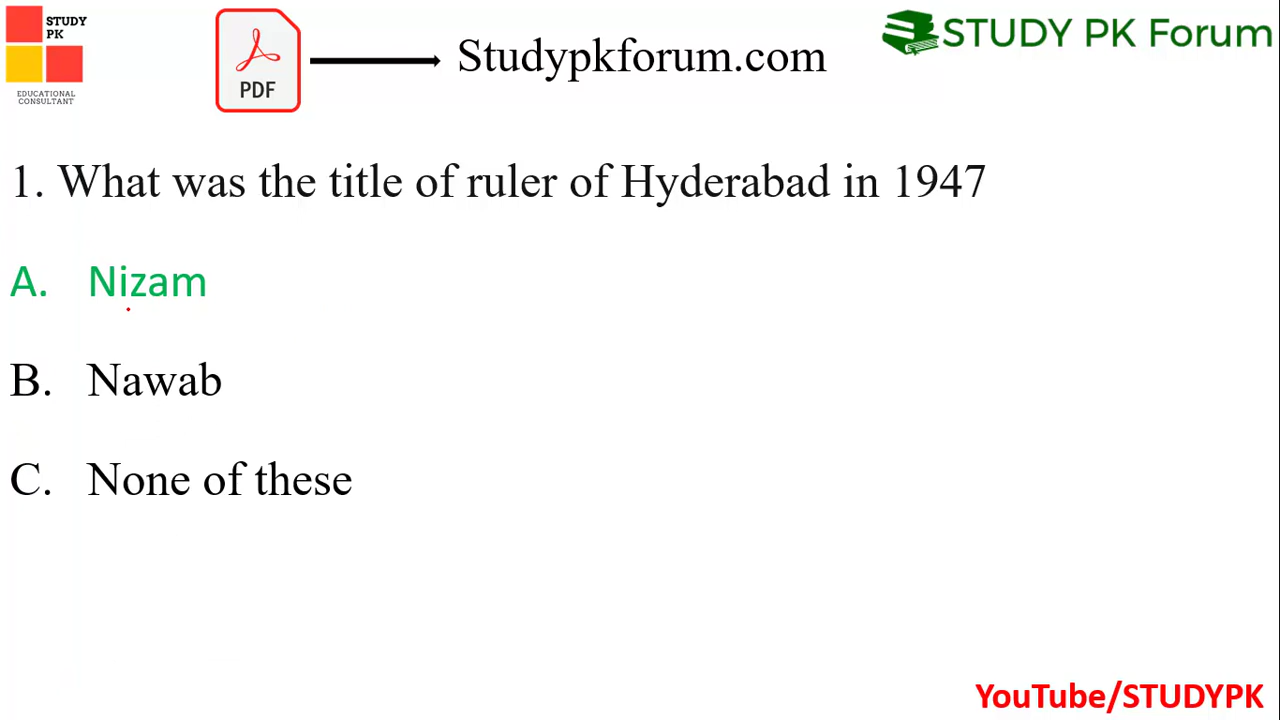 STUDY
PK
EDUCATIONAL
CONSULTANT
PDF
Studypkforum.com
STUDY PK Forum
1. What was the title of ruler of Hyderabad in 1947
A. Nizam
B. Nawab
C. None of these
YouTube/STUDYPK